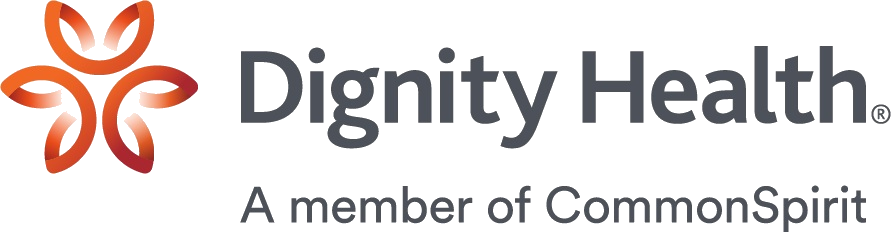 Dignity Health®
A member of CommonSpirit